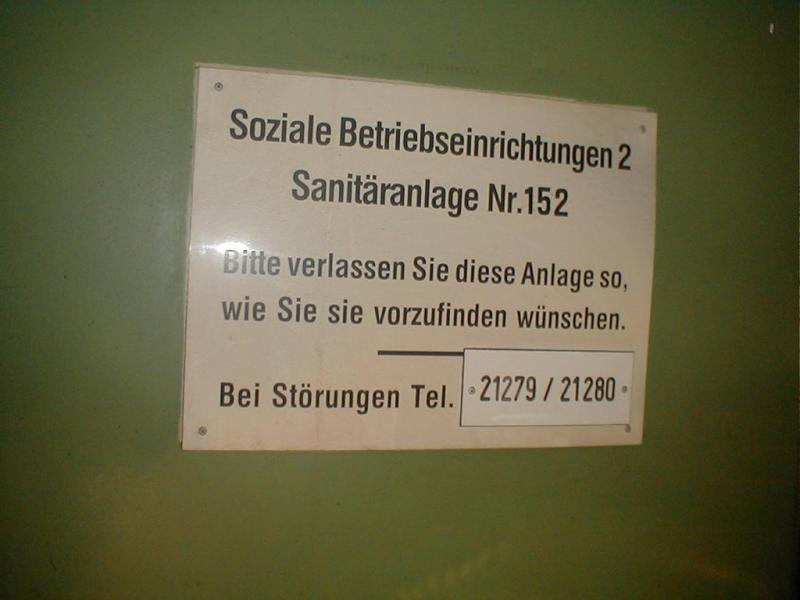 Soziale Betriebseinrichtungen 2
Sanitäranlage Nr.152
Bitte verlassen Sie diese Anlage so,
wie Sie sie vorzufinden wünschen.
Bei Störungen Tel. 21279 / 21280